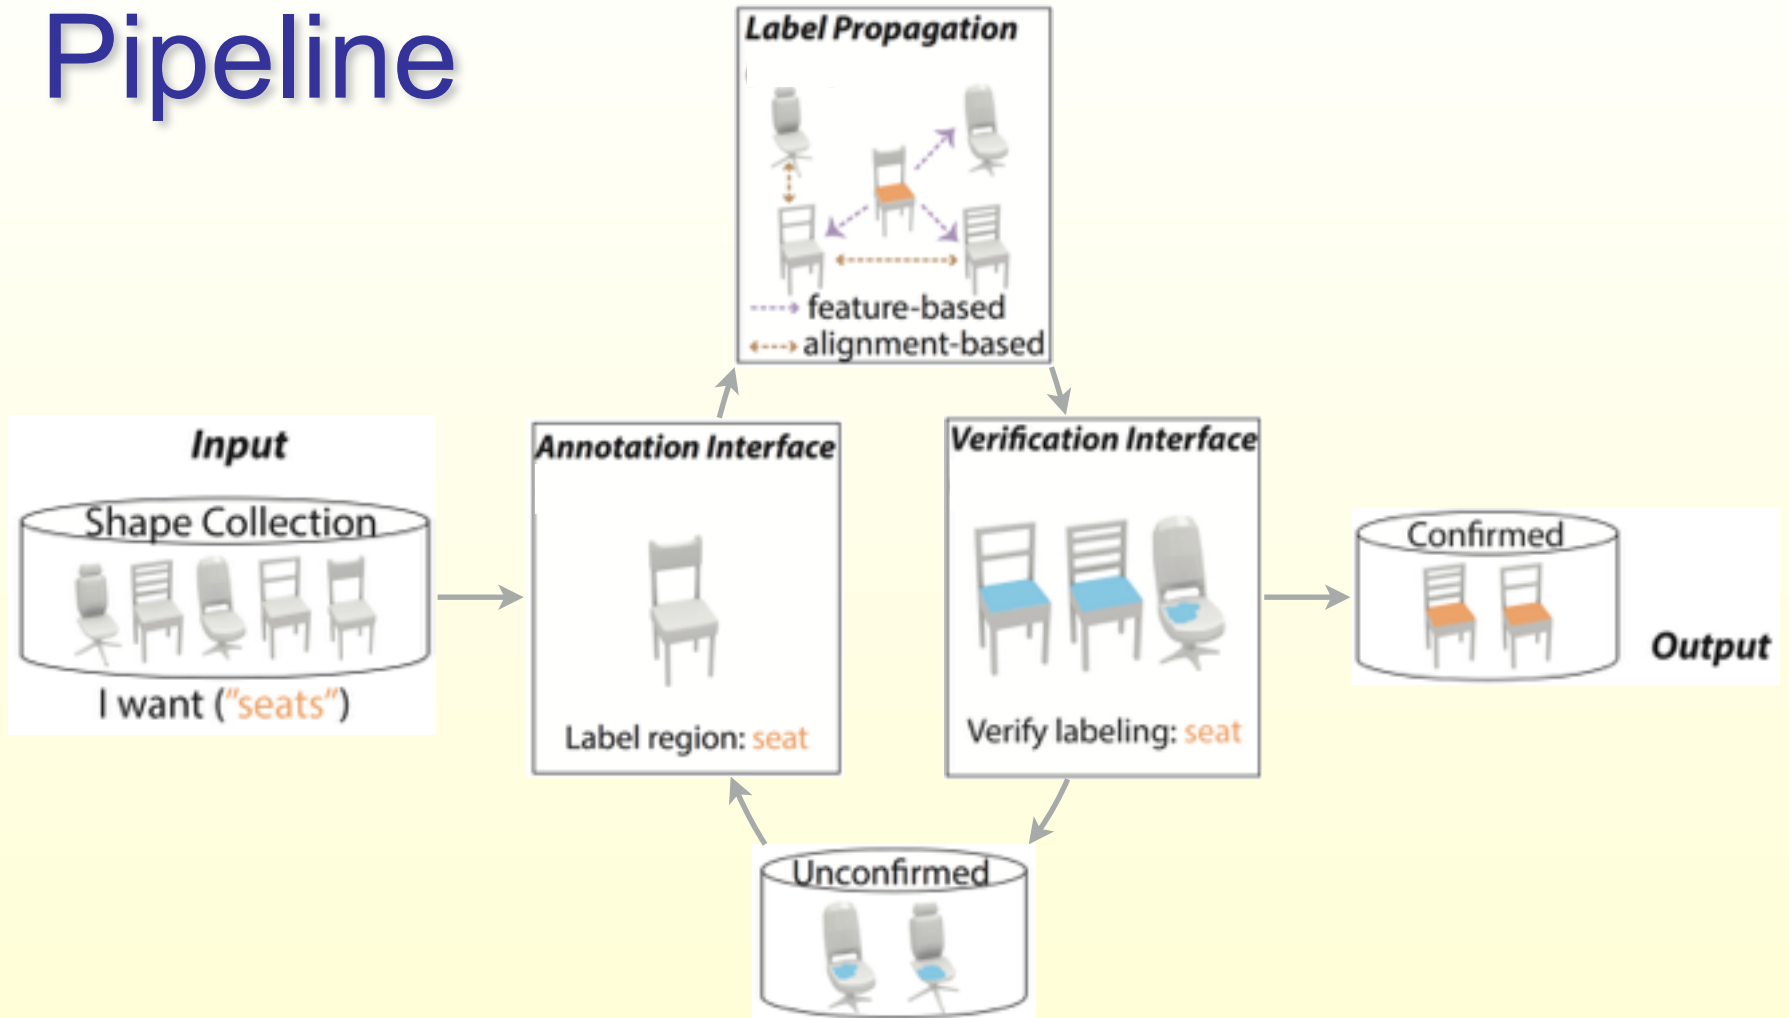 Pipeline
Label Propagation
feature-based
alignment-based
Input
Shape Collection
I want ("seats")
Annotation Interface
Label region: seat
Verification Interface
Verify labeling: seat
Confirmed
Output
Unconfirmed